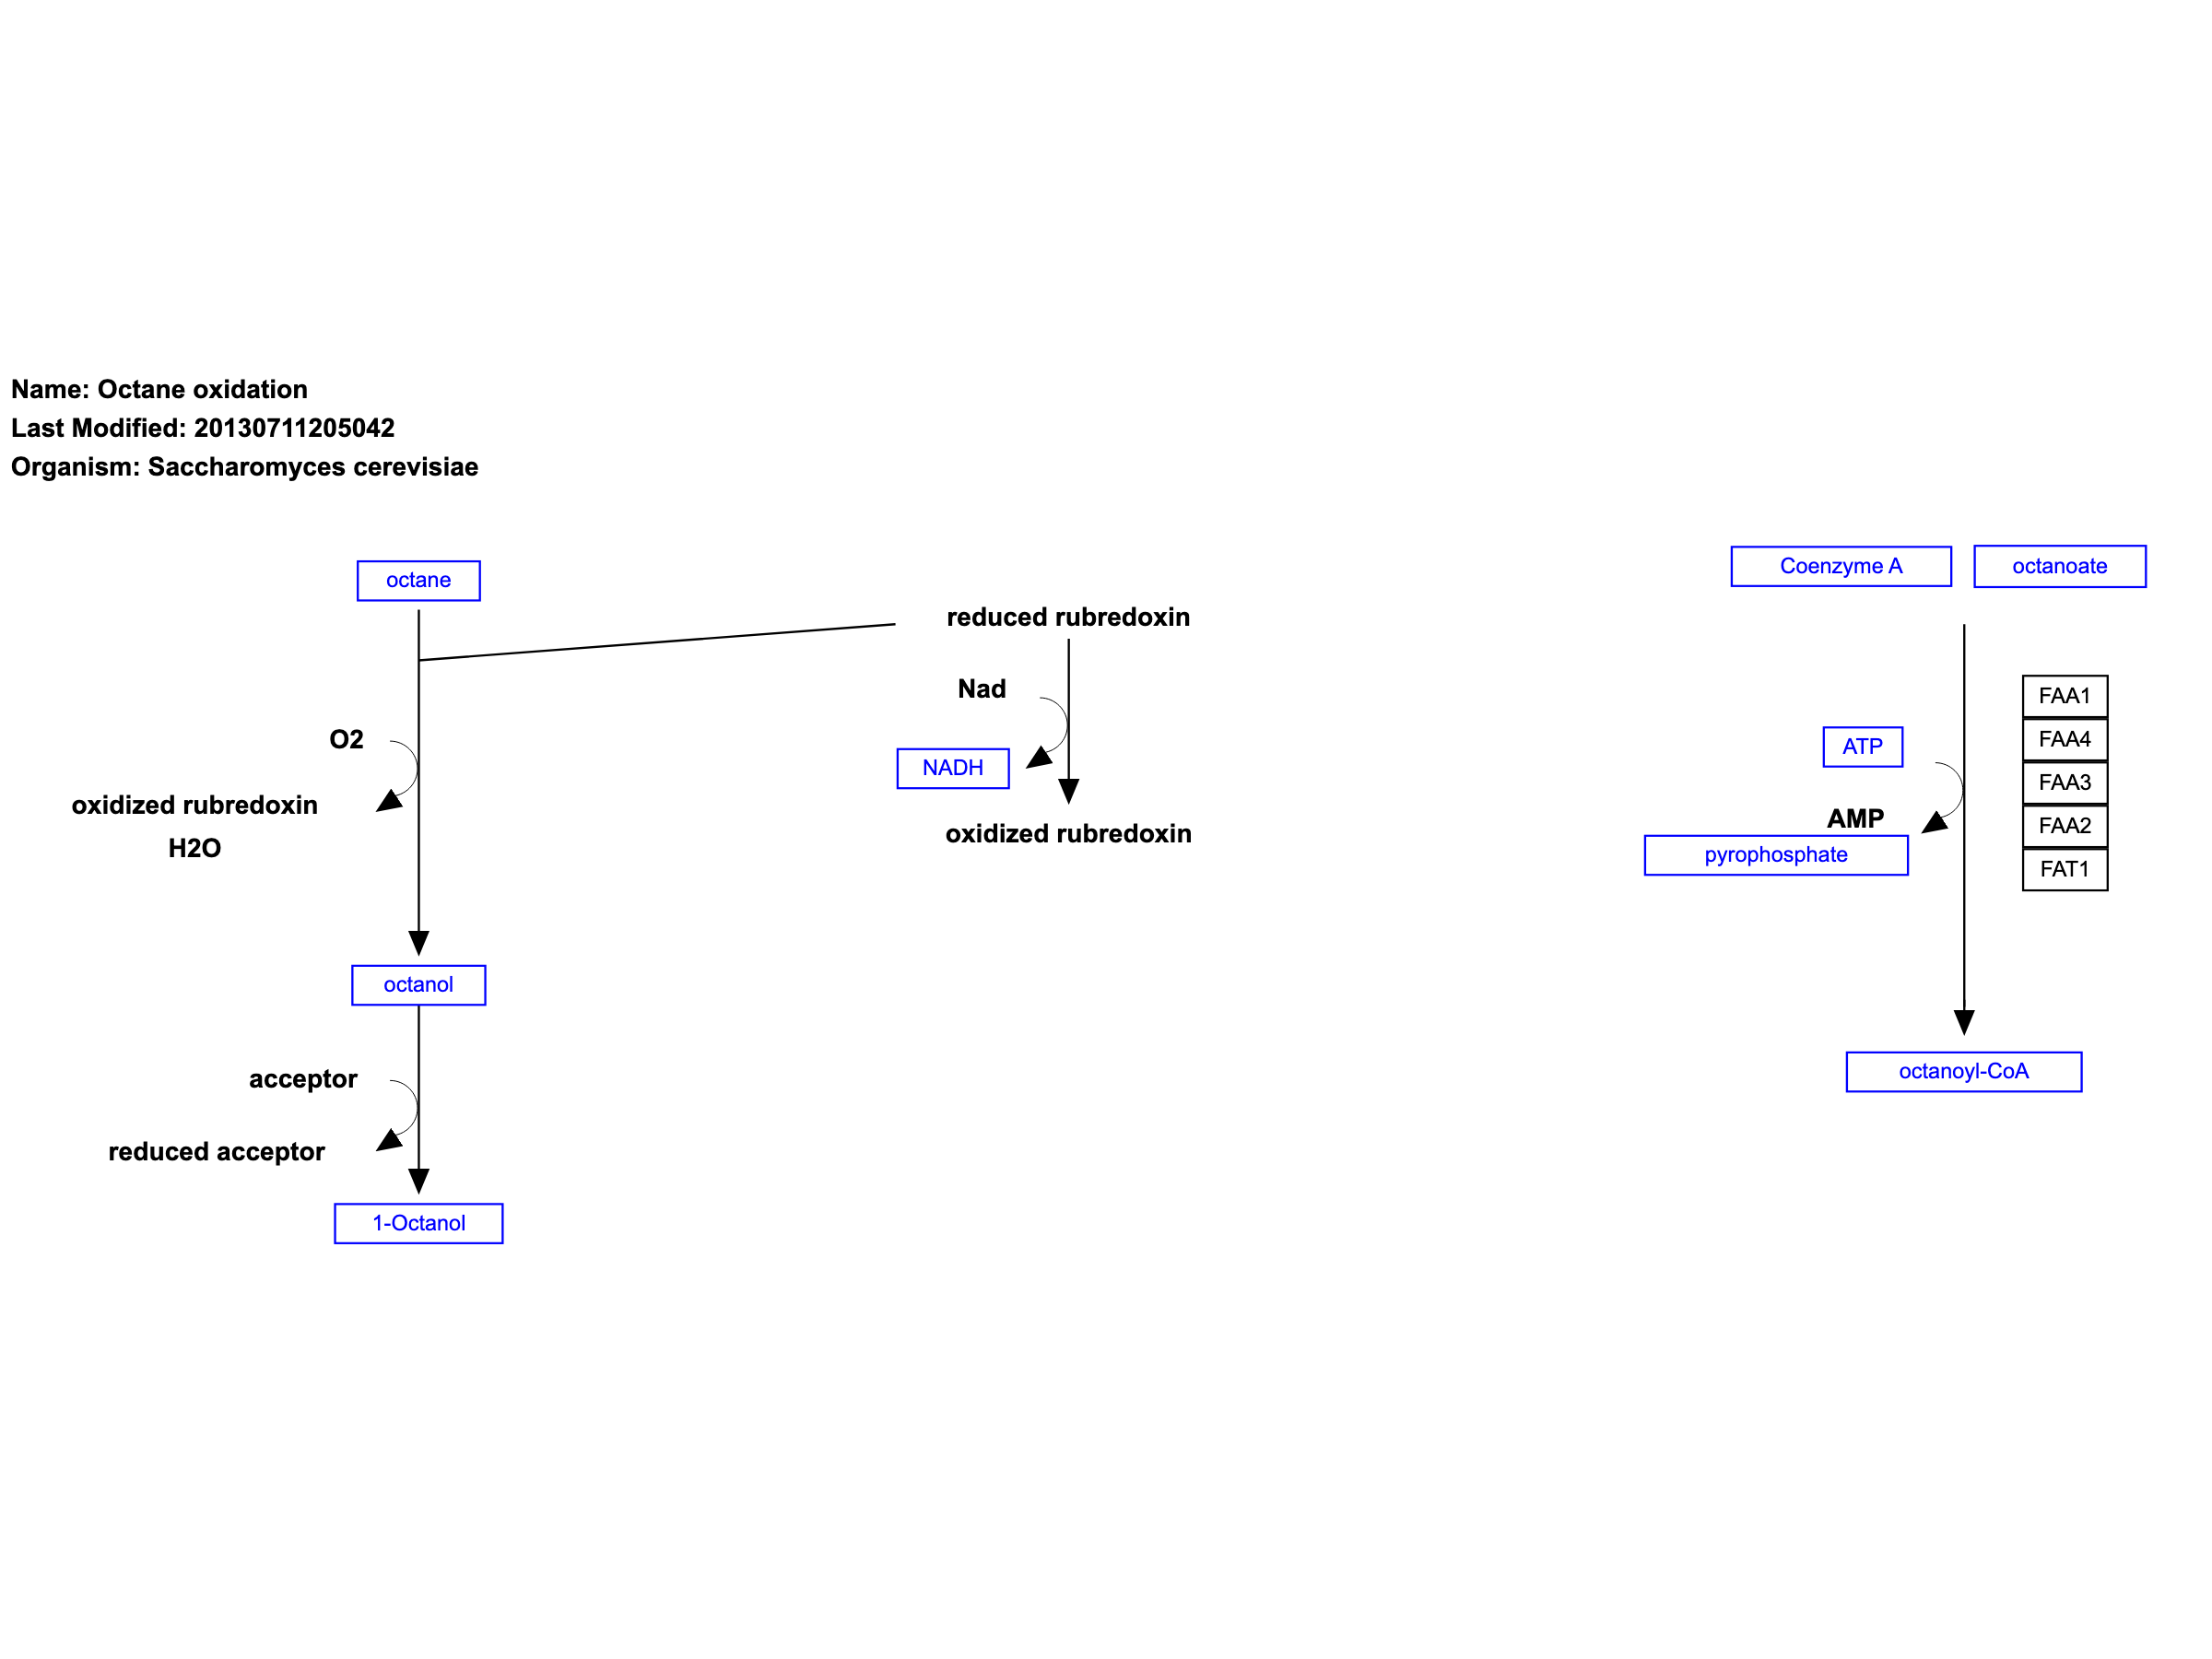 Name: Octane oxidation
Last Modified: 20130711205042
Organism: Saccharomyces cerevisiae
octane
reduced rubredoxin
Nad
NADH
oxidized rubredoxin
O2
oxidized rubredoxin
H2O
octanol
acceptor
reduced acceptor
1-Octanol
Coenzyme A
octanoate
FAA1
FAA4
FAA3
FAA2
FAT1
ATP
AMP
pyrophosphate
octanoyl-CoA